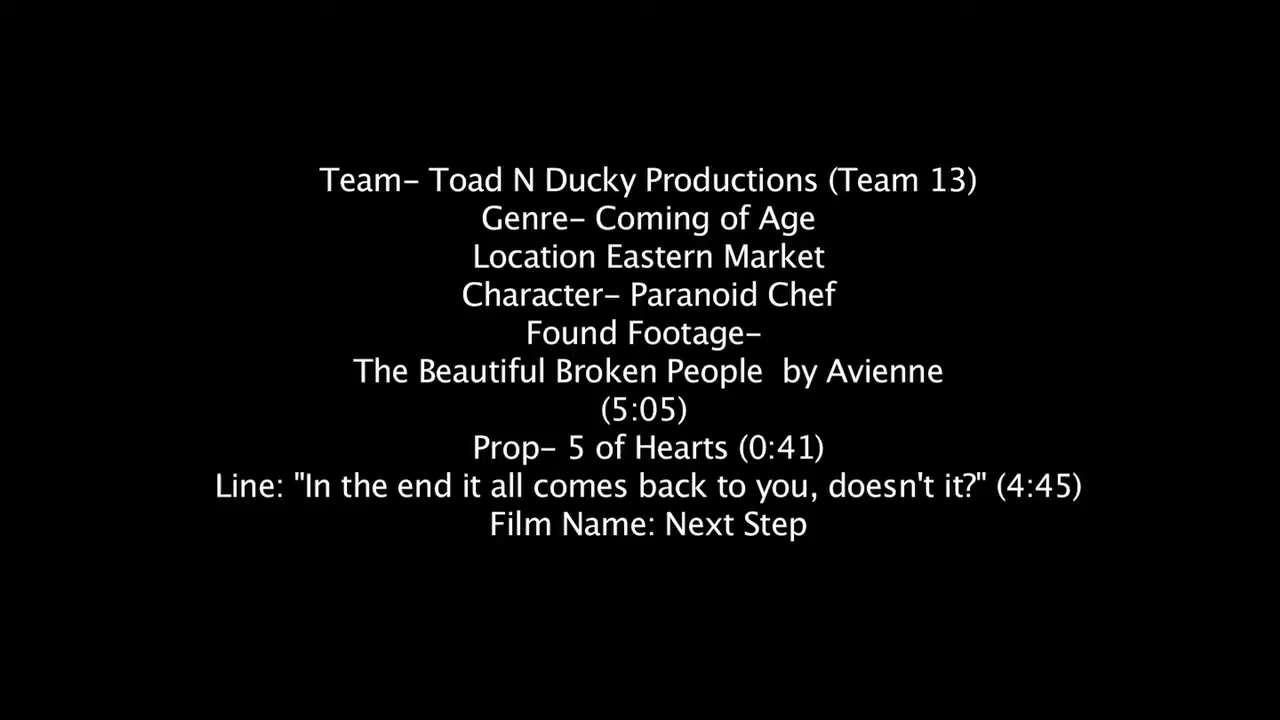 Team- Toad N Ducky Productions (Team 13)
Genre- Coming of Age
Location Eastern Market
Character- Paranoid Chef
Found Footage-
The Beautiful Broken People  by Avienne
(5:05)
Prop- 5 of Hearts (0:41)
Line: "In the end it all comes back to you, doesn't it?" (4:45)
Film Name: Next Step